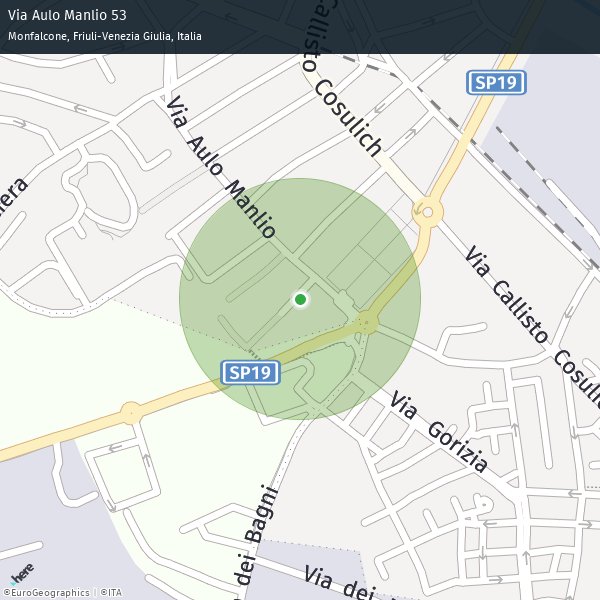 Via Aulo Manlio 53
Monfalcone, Friuli-Venezia Giulia, Italia
Callisto Cosulich
SP19
Via Aulo Manlio
iera
Via Callisto Cosulich
SP19
Via Gorizia
dei Bagni
Via dei
here
©EuroGeographics | ©ITA